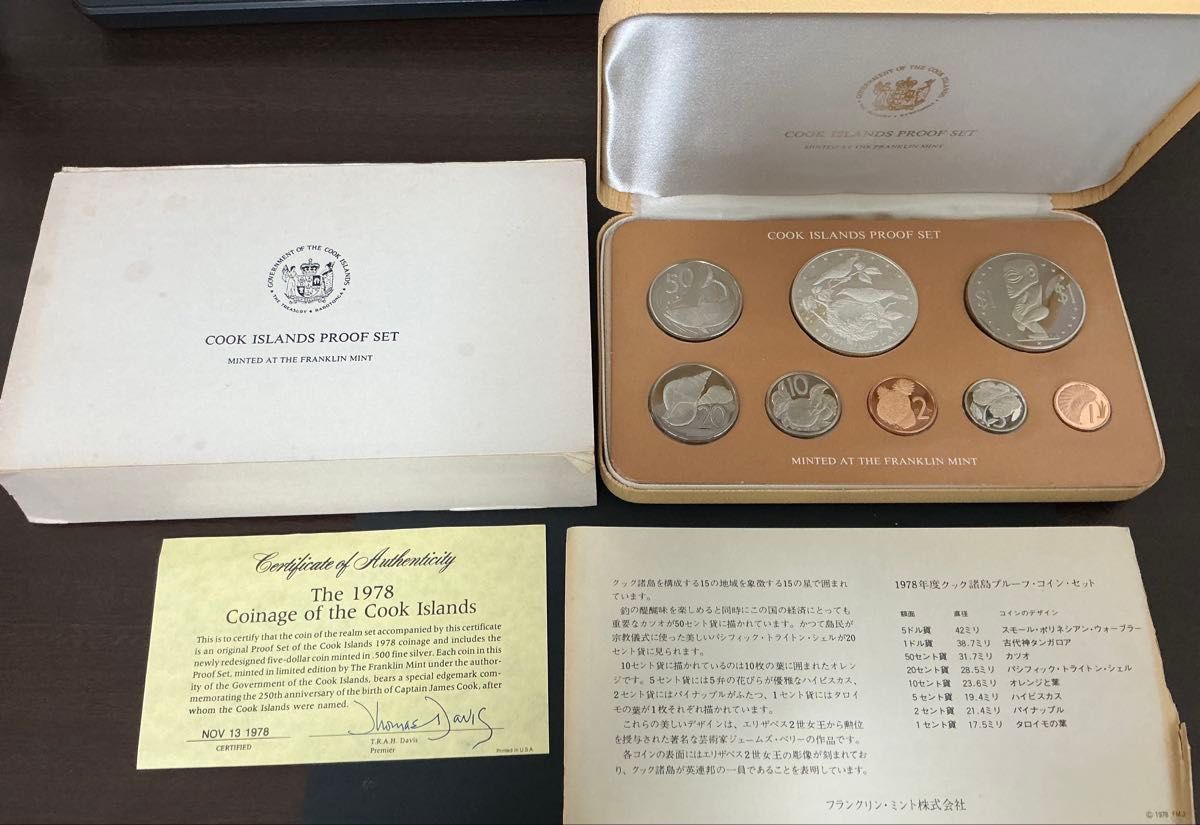 GOVERNMENT OF THE COOK ISLANDS
THE TREASURY • RAROTONGA
COOK ISLANDS PROOF SET
MINTED AT THE FRANKLIN MINT
GOVERNMENT OF THE COOK ISLANDS
COOK ISLANDS PROOF SET
MINTED AT THE FRANKLIN MINT
COOK ISLANDS PROOF SET
50
FIVE DOLLARS
$1
20
10
2
5
1
MINTED AT THE FRANKLIN MINT
Certificate of Authenticity
The 1978
Coinage of the Cook Islands
This is to certify that the coin of the realm set accompanied by this certificate
is an original Proof Set of the Cook Islands 1978 coinage and includes the
newly redesigned five-dollar coin minted in .500 fine silver. Each coin in this
Proof Set, minted in limited edition by The Franklin Mint under the author-
ity of the Government of the Cook Islands, bears a special edgemark com-
memorating the 250th anniversary of the birth of Captain James Cook, after
whom the Cook Islands were named.
Thomas Davis
NOV 13 1978
CERTIFIED
T.R.A.H. Davis
Premier
Printed in U S A
クック諸島を構成する15の地域を象徴する15の星で囲まれ
ています。
釣の醍醐味を楽しめると同時にこの国の経済にとっても
重要なカツオが50セント貨に描かれています。かつて島民が
宗教儀式に使った美しいパシフィック・トライトン・シェルが20
セント貨に見られます。
10セント貨に描かれているのは10枚の葉に囲まれたオレン
ジです。5セント貨には5弁の花びらが優雅なハイビスカス、
2セント貨にはパイナップルがふたつ、1セント貨にはタロイ
モの葉が1枚それぞれ描かれています。
これらの美しいデザインは、エリザベス2世女王から勲位
を授与された著名な芸術家ジェームズ・ベリーの作品です。
各コインの表面にはエリザベス2世女王の彫像が刻まれてお
り、クック諸島が英連邦の一員であることを表明しています。
フランクリン・ミント株式会社
1978年度クック諸島プルーフ・コイン・セット
額面 直径 コインのデザイン
5ドル貨 42ミリ スモール・ポリネシアン・ウォーブラー
1ドル貨 38.7ミリ 古代神タンガロア
50セント貨 31.7ミリ カツオ
20セント貨 28.5ミリ パシフィック・トライトン・シェル
10セント貨 23.6ミリ オレンジと葉
5セント貨 19.4ミリ ハイビスカス
2セント貨 21.4ミリ パイナップル
1セント貨 17.5ミリ タロイモの葉
© 1978 FMJ